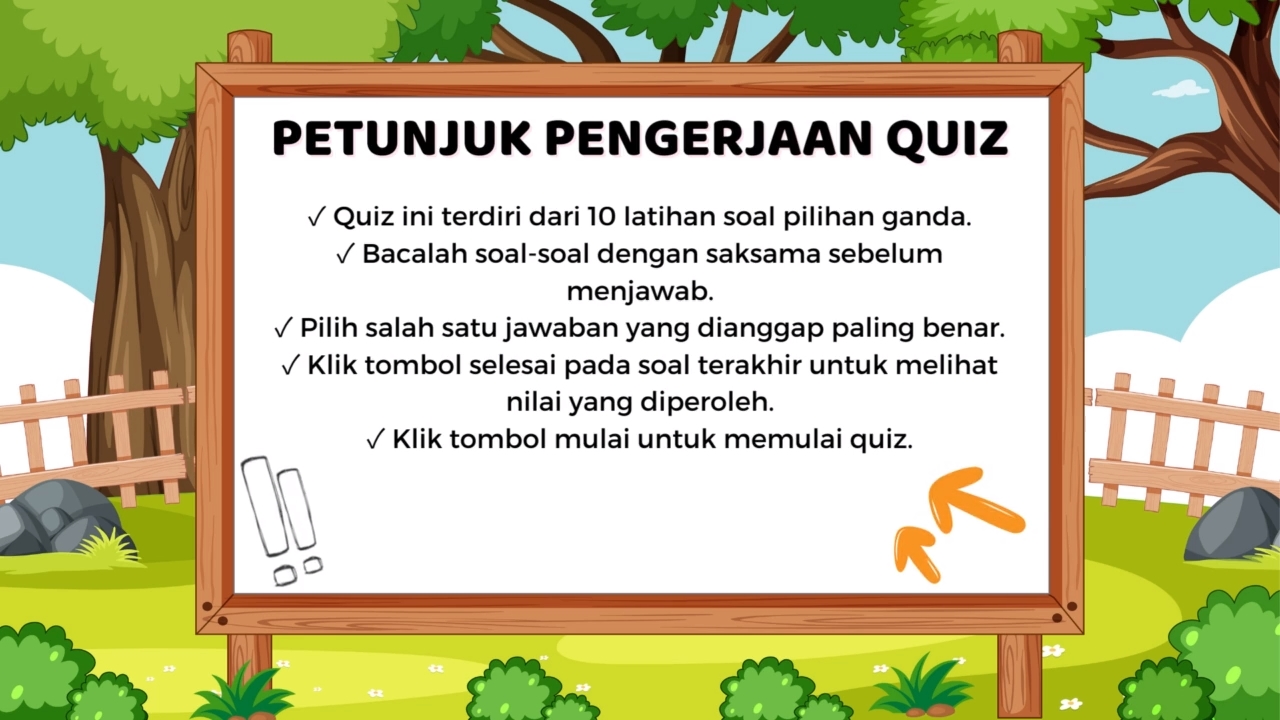 PETUNJUK PENGERJAAN QUIZ
✓ Quiz ini terdiri dari 10 latihan soal pilihan ganda.
✓ Bacalah soal-soal dengan saksama sebelum
menjawab.
✓ Pilih salah satu jawaban yang dianggap paling benar.
✓ Klik tombol selesai pada soal terakhir untuk melihat
nilai yang diperoleh.
✓ Klik tombol mulai untuk memulai quiz.